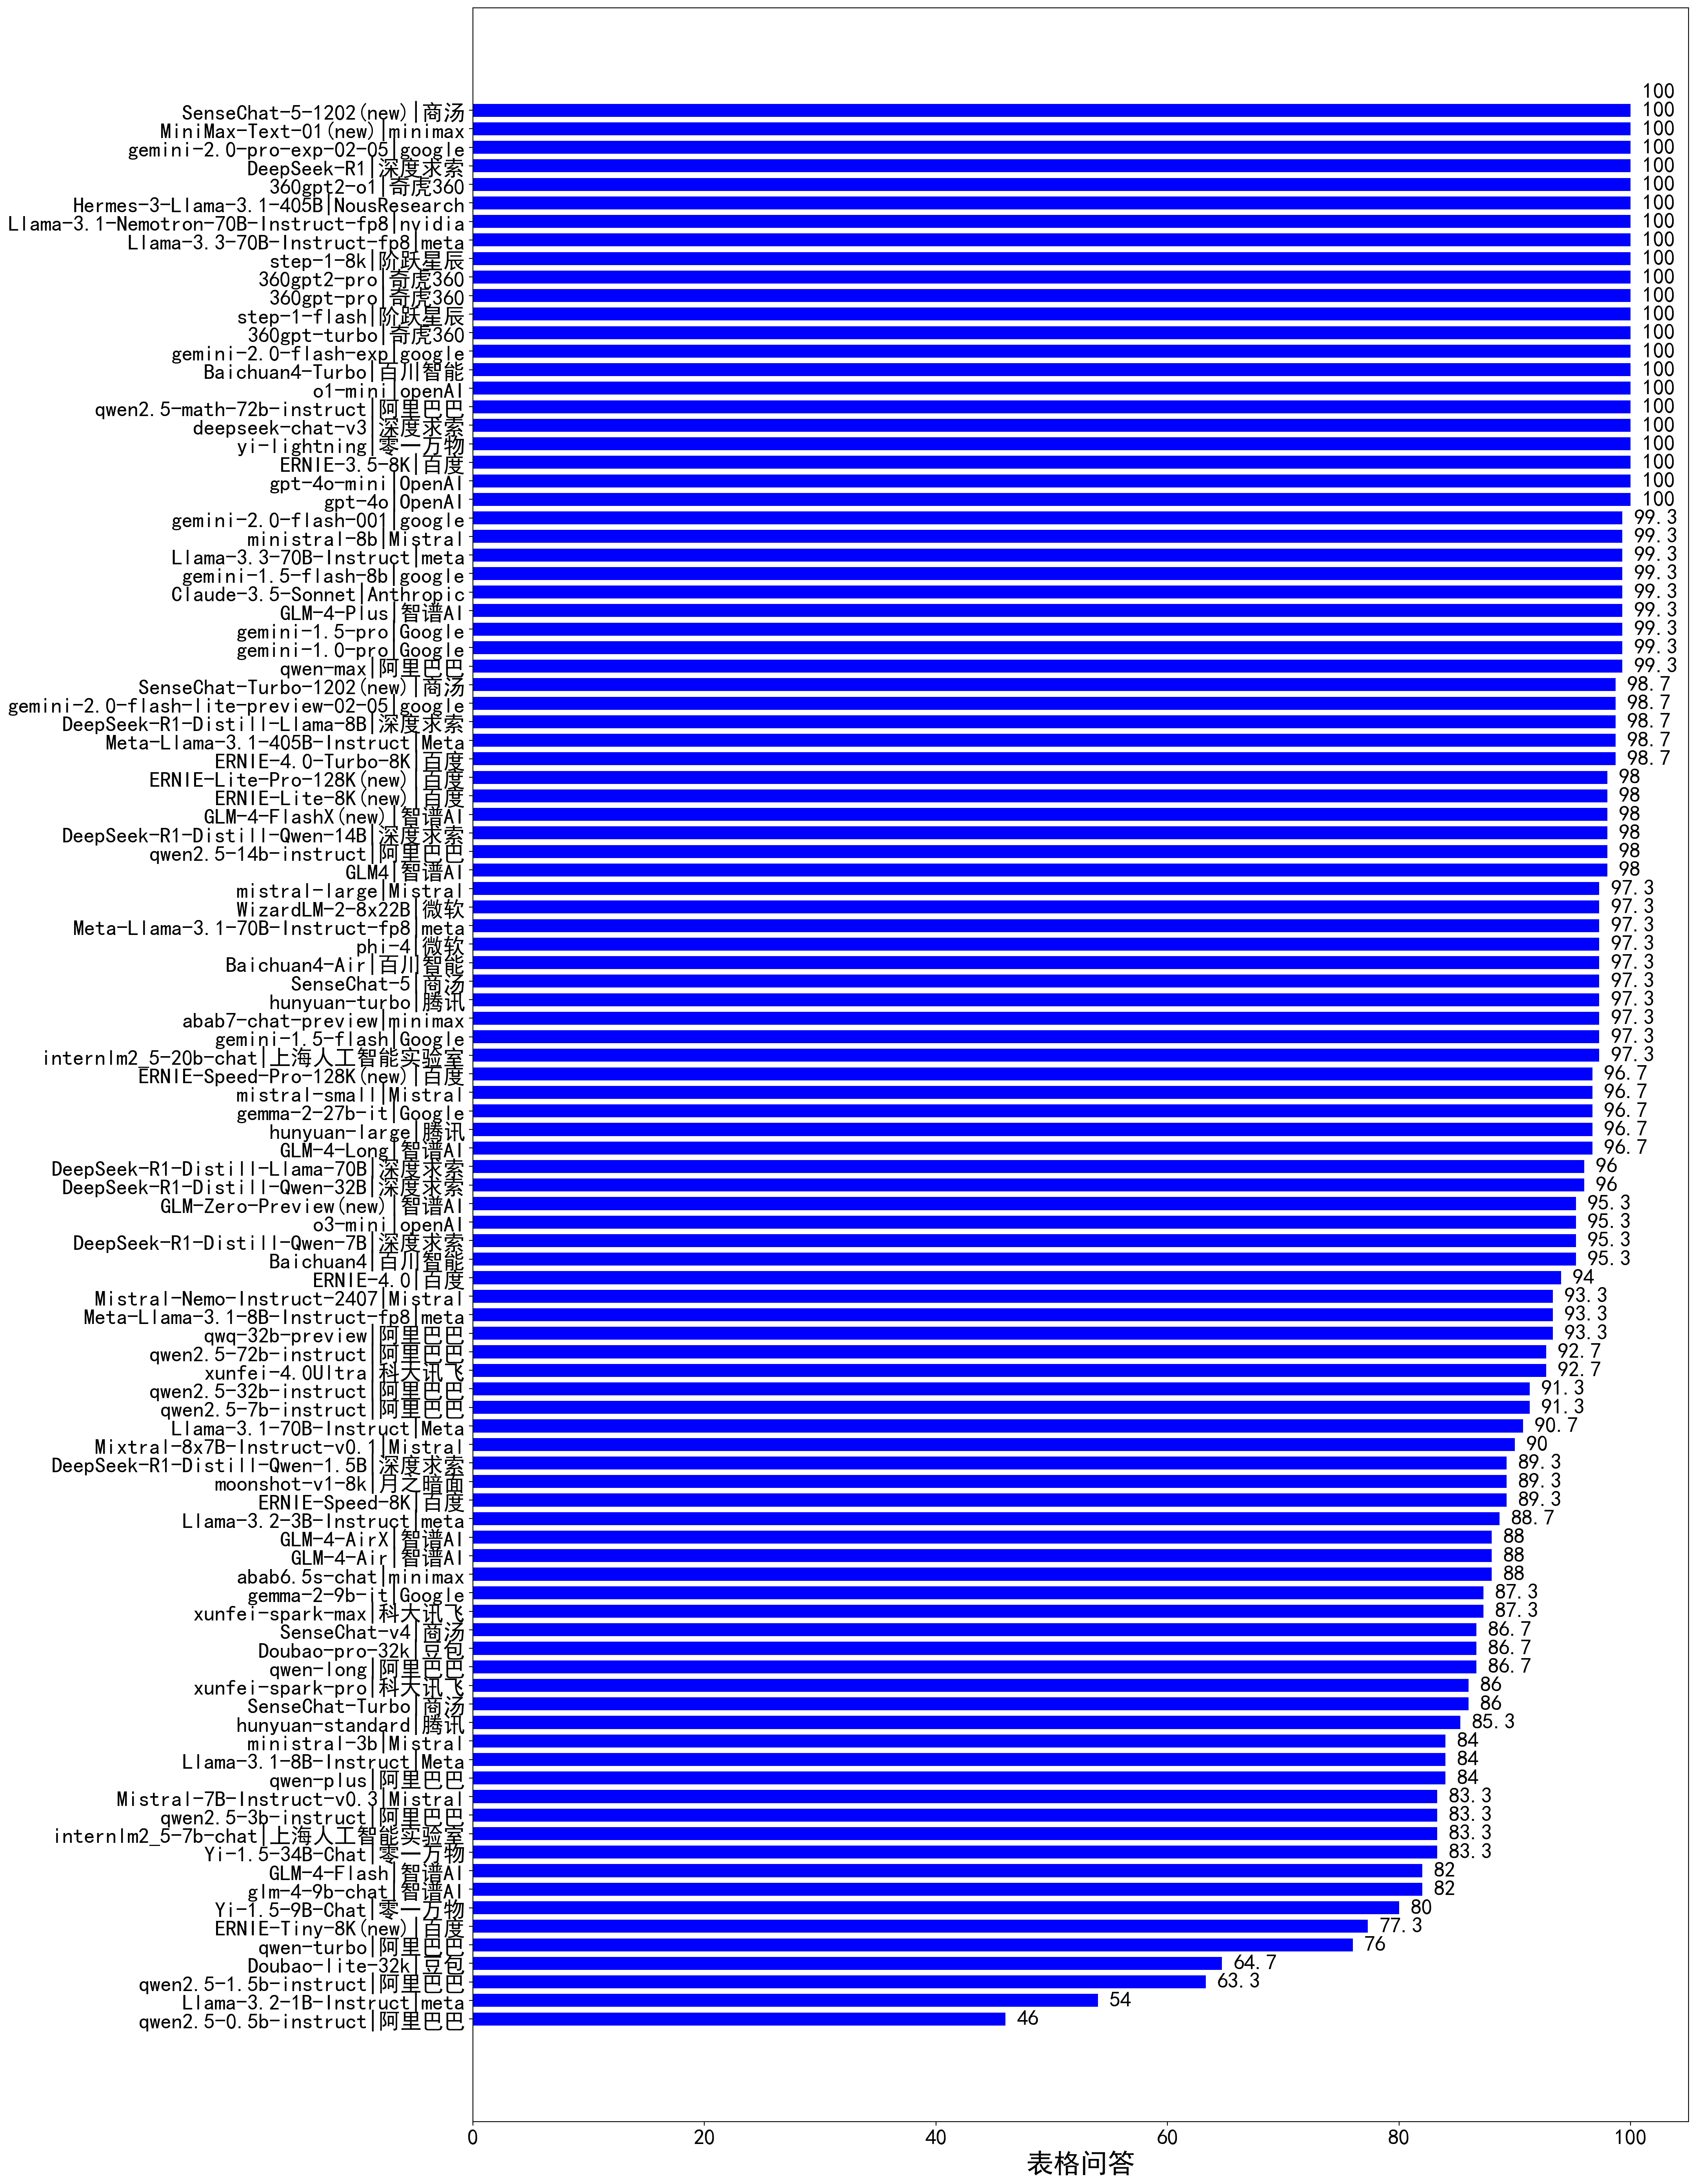 100
SenseChat-5-1202(new)|商汤 100
MiniMax-Text-01(new)|minimax 100
gemini-2.0-pro-exp-02-05|google 100
DeepSeek-R1|深度求索 100
360gpt2-o1|奇虎360 100
Hermes-3-Llama-3.1-405B|NousResearch 100
Llama-3.1-Nemotron-70B-Instruct-fp8|nvidia 100
Llama-3.3-70B-Instruct-fp8|meta 100
step-1-8k|阶跃星辰 100
360gpt2-pro|奇虎360 100
360gpt-pro|奇虎360 100
step-1-flash|阶跃星辰 100
360gpt-turbo|奇虎360 100
gemini-2.0-flash-exp|google 100
Baichuan4-Turbo|百川智能 100
o1-mini|openAI 100
qwen2.5-math-72b-instruct|阿里巴巴 100
deepseek-chat-v3|深度求索 100
yi-lightning|零一万物 100
ERNIE-3.5-8K|百度 100
gpt-4o-mini|OpenAI 100
gpt-4o|OpenAI 100
gemini-2.0-flash-001|google 99.3
ministral-8b|Mistral 99.3
Llama-3.3-70B-Instruct|meta 99.3
gemini-1.5-flash-8b|google 99.3
Claude-3.5-Sonnet|Anthropic 99.3
GLM-4-Plus|智谱AI 99.3
gemini-1.5-pro|Google 99.3
gemini-1.0-pro|Google 99.3
qwen-max|阿里巴巴 99.3
SenseChat-Turbo-1202(new)|商汤 98.7
gemini-2.0-flash-lite-preview-02-05|google 98.7
DeepSeek-R1-Distill-Llama-8B|深度求索 98.7
Meta-Llama-3.1-405B-Instruct|Meta 98.7
ERNIE-4.0-Turbo-8K|百度 98.7
ERNIE-Lite-Pro-128K(new)|百度 98
ERNIE-Lite-8K(new)|百度 98
GLM-4-FlashX(new)|智谱AI 98
DeepSeek-R1-Distill-Qwen-14B|深度求索 98
qwen2.5-14b-instruct|阿里巴巴 98
GLM4|智谱AI 98
mistral-large|Mistral 97.3
WizardLM-2-8x22B|微软 97.3
Meta-Llama-3.1-70B-Instruct-fp8|meta 97.3
phi-4|微软 97.3
Baichuan4-Air|百川智能 97.3
SenseChat-5|商汤 97.3
hunyuan-turbo|腾讯 97.3
abab7-chat-preview|minimax 97.3
gemini-1.5-flash|Google 97.3
internlm2_5-20b-chat|上海人工智能实验室 97.3
ERNIE-Speed-Pro-128K(new)|百度 96.7
mistral-small|Mistral 96.7
gemma-2-27b-it|Google 96.7
hunyuan-large|腾讯 96.7
GLM-4-Long|智谱AI 96.7
DeepSeek-R1-Distill-Llama-70B|深度求索 96
DeepSeek-R1-Distill-Qwen-32B|深度求索 96
GLM-Zero-Preview(new)|智谱AI 95.3
o3-mini|openAI 95.3
DeepSeek-R1-Distill-Qwen-7B|深度求索 95.3
Baichuan4|百川智能 95.3
ERNIE-4.0|百度 94
Mistral-Nemo-Instruct-2407|Mistral 93.3
Meta-Llama-3.1-8B-Instruct-fp8|meta 93.3
qwq-32b-preview|阿里巴巴 93.3
qwen2.5-72b-instruct|阿里巴巴 92.7
xunfei-4.0Ultra|科大讯飞 92.7
qwen2.5-32b-instruct|阿里巴巴 91.3
qwen2.5-7b-instruct|阿里巴巴 91.3
Llama-3.1-70B-Instruct|Meta 90.7
Mixtral-8x7B-Instruct-v0.1|Mistral 90
DeepSeek-R1-Distill-Qwen-1.5B|深度求索 89.3
moonshot-v1-8k|月之暗面 89.3
ERNIE-Speed-8K|百度 89.3
Llama-3.2-3B-Instruct|meta 88.7
GLM-4-AirX|智谱AI 88
GLM-4-Air|智谱AI 88
abab6.5s-chat|minimax 88
gemma-2-9b-it|Google 87.3
xunfei-spark-max|科大讯飞 87.3
SenseChat-v4|商汤 86.7
Doubao-pro-32k|豆包 86.7
qwen-long|阿里巴巴 86.7
xunfei-spark-pro|科大讯飞 86
SenseChat-Turbo|商汤 86
hunyuan-standard|腾讯 85.3
ministral-3b|Mistral 84
Llama-3.1-8B-Instruct|Meta 84
qwen-plus|阿里巴巴 84
Mistral-7B-Instruct-v0.3|Mistral 83.3
qwen2.5-3b-instruct|阿里巴巴 83.3
internlm2_5-7b-chat|上海人工智能实验室 83.3
Yi-1.5-34B-Chat|零一万物 83.3
GLM-4-Flash|智谱AI 82
glm-4-9b-chat|智谱AI 82
Yi-1.5-9B-Chat|零一万物 80
ERNIE-Tiny-8K(new)|百度 77.3
qwen-turbo|阿里巴巴 76
Doubao-lite-32k|豆包 64.7
qwen2.5-1.5b-instruct|阿里巴巴 63.3
Llama-3.2-1B-Instruct|meta 54
qwen2.5-0.5b-instruct|阿里巴巴 46
0 20 40 60 80 100
表格问答